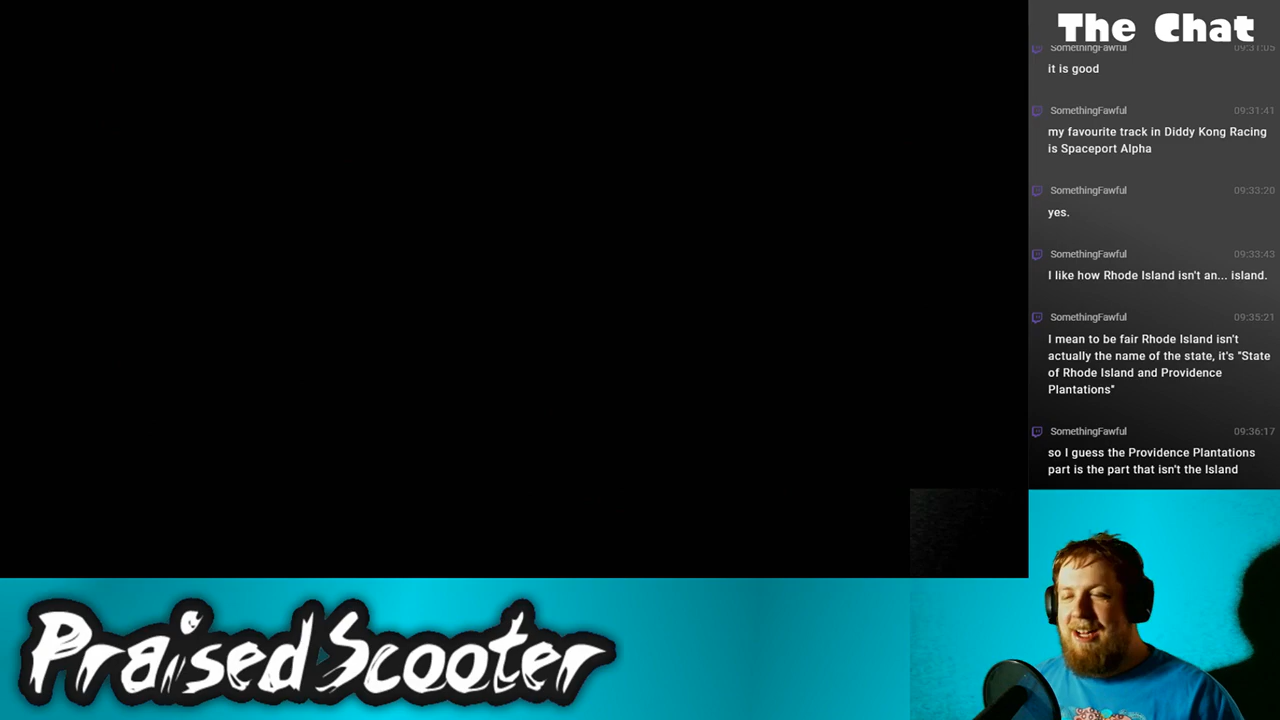 The Chat
SomethingFawful 09:31:05
it is good
SomethingFawful 09:31:41
my favourite track in Diddy Kong Racing
is Spaceport Alpha
SomethingFawful 09:33:20
yes.
SomethingFawful 09:33:43
I like how Rhode Island isn't an... island.
SomethingFawful 09:35:21
I mean to be fair Rhode Island isn't
actually the name of the state, it's "State
of Rhode Island and Providence
Plantations"
SomethingFawful 09:36:17
so I guess the Providence Plantations
part is the part that isn't the Island
PraisedScooter